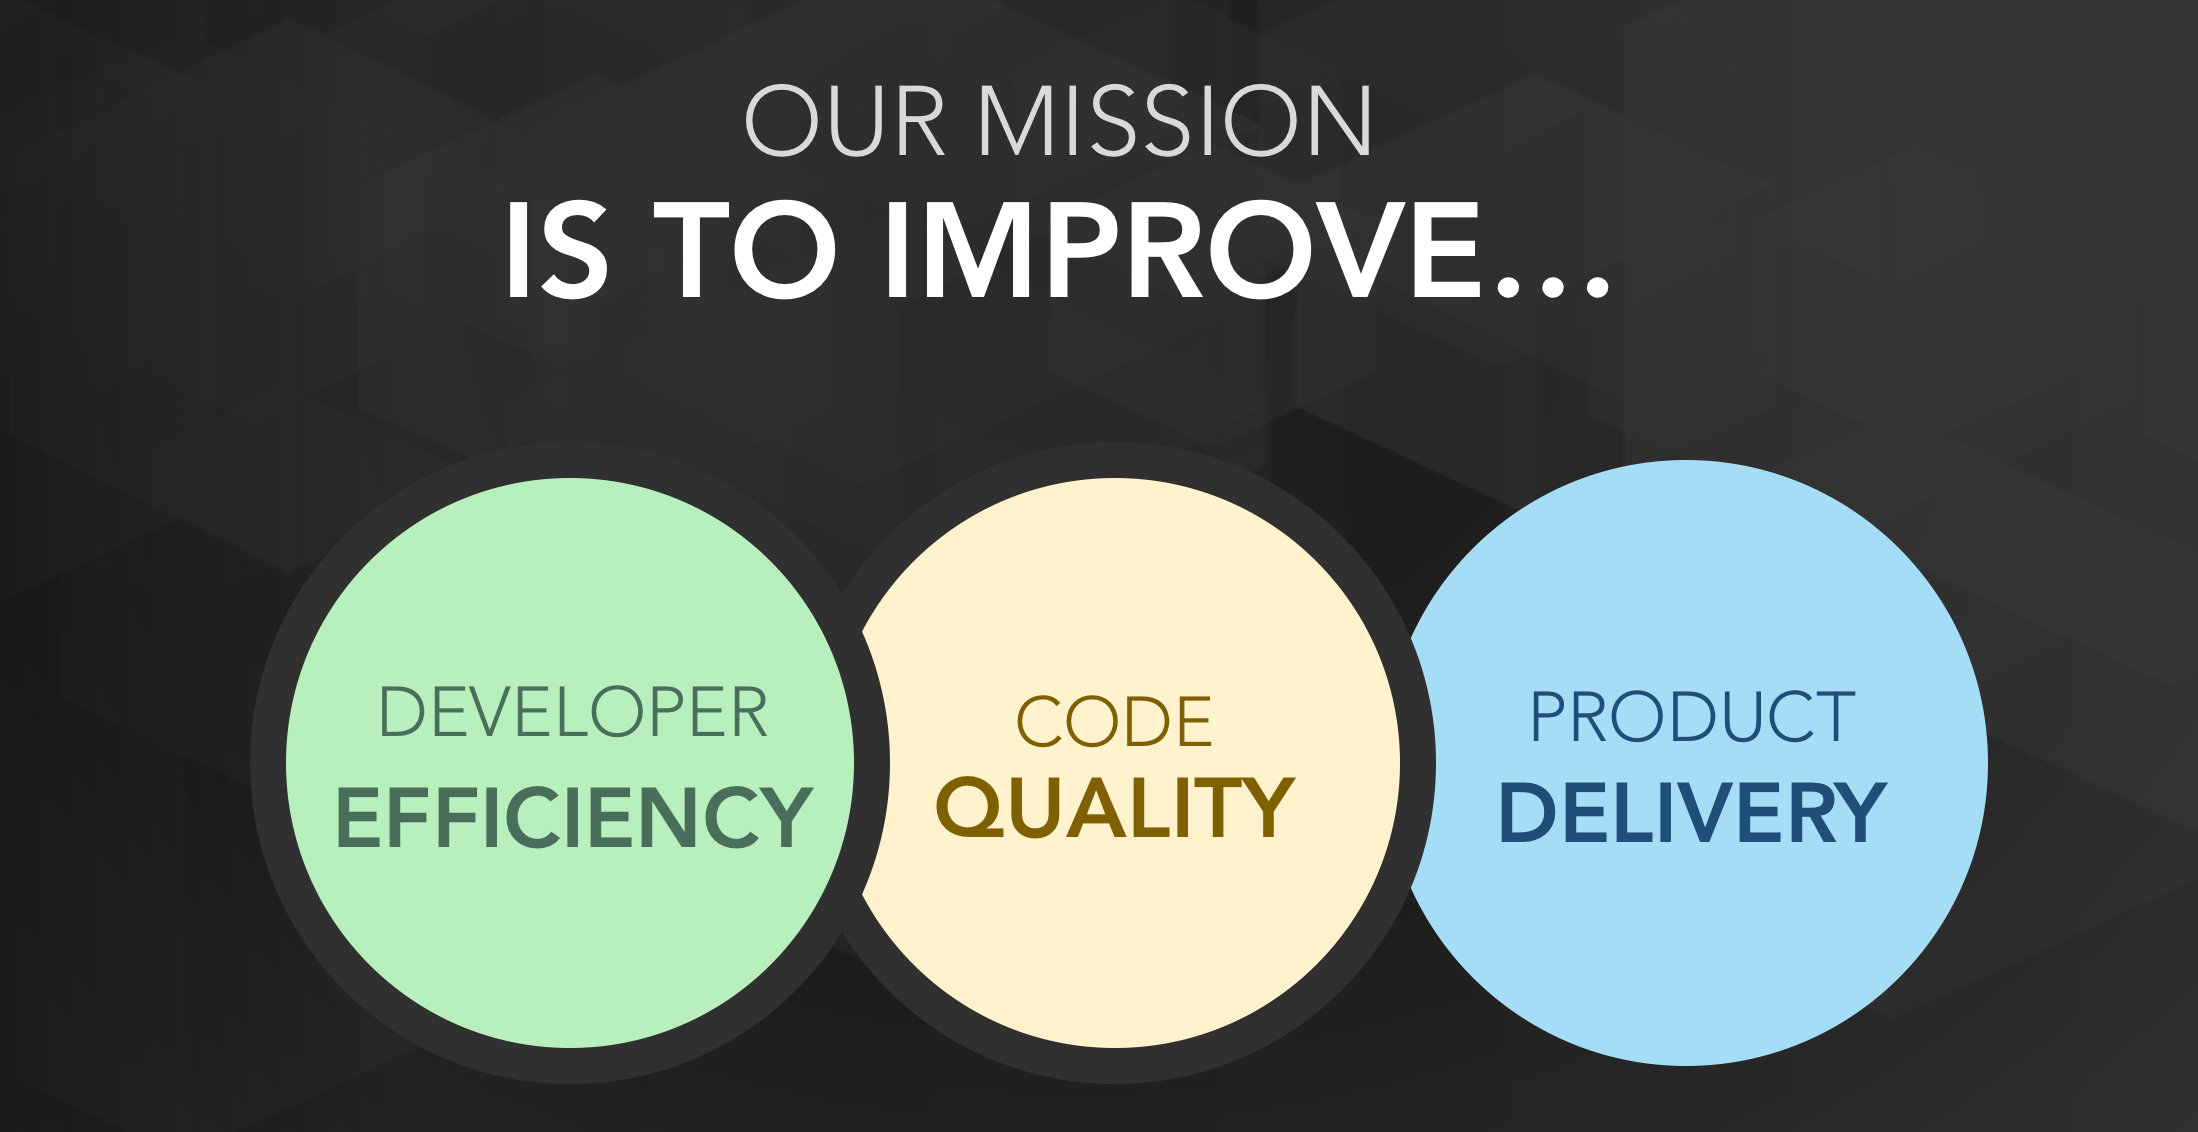 OUR MISSION
IS TO IMPROVE...
DEVELOPER
EFFICIENCY
CODE
QUALITY
PRODUCT
DELIVERY